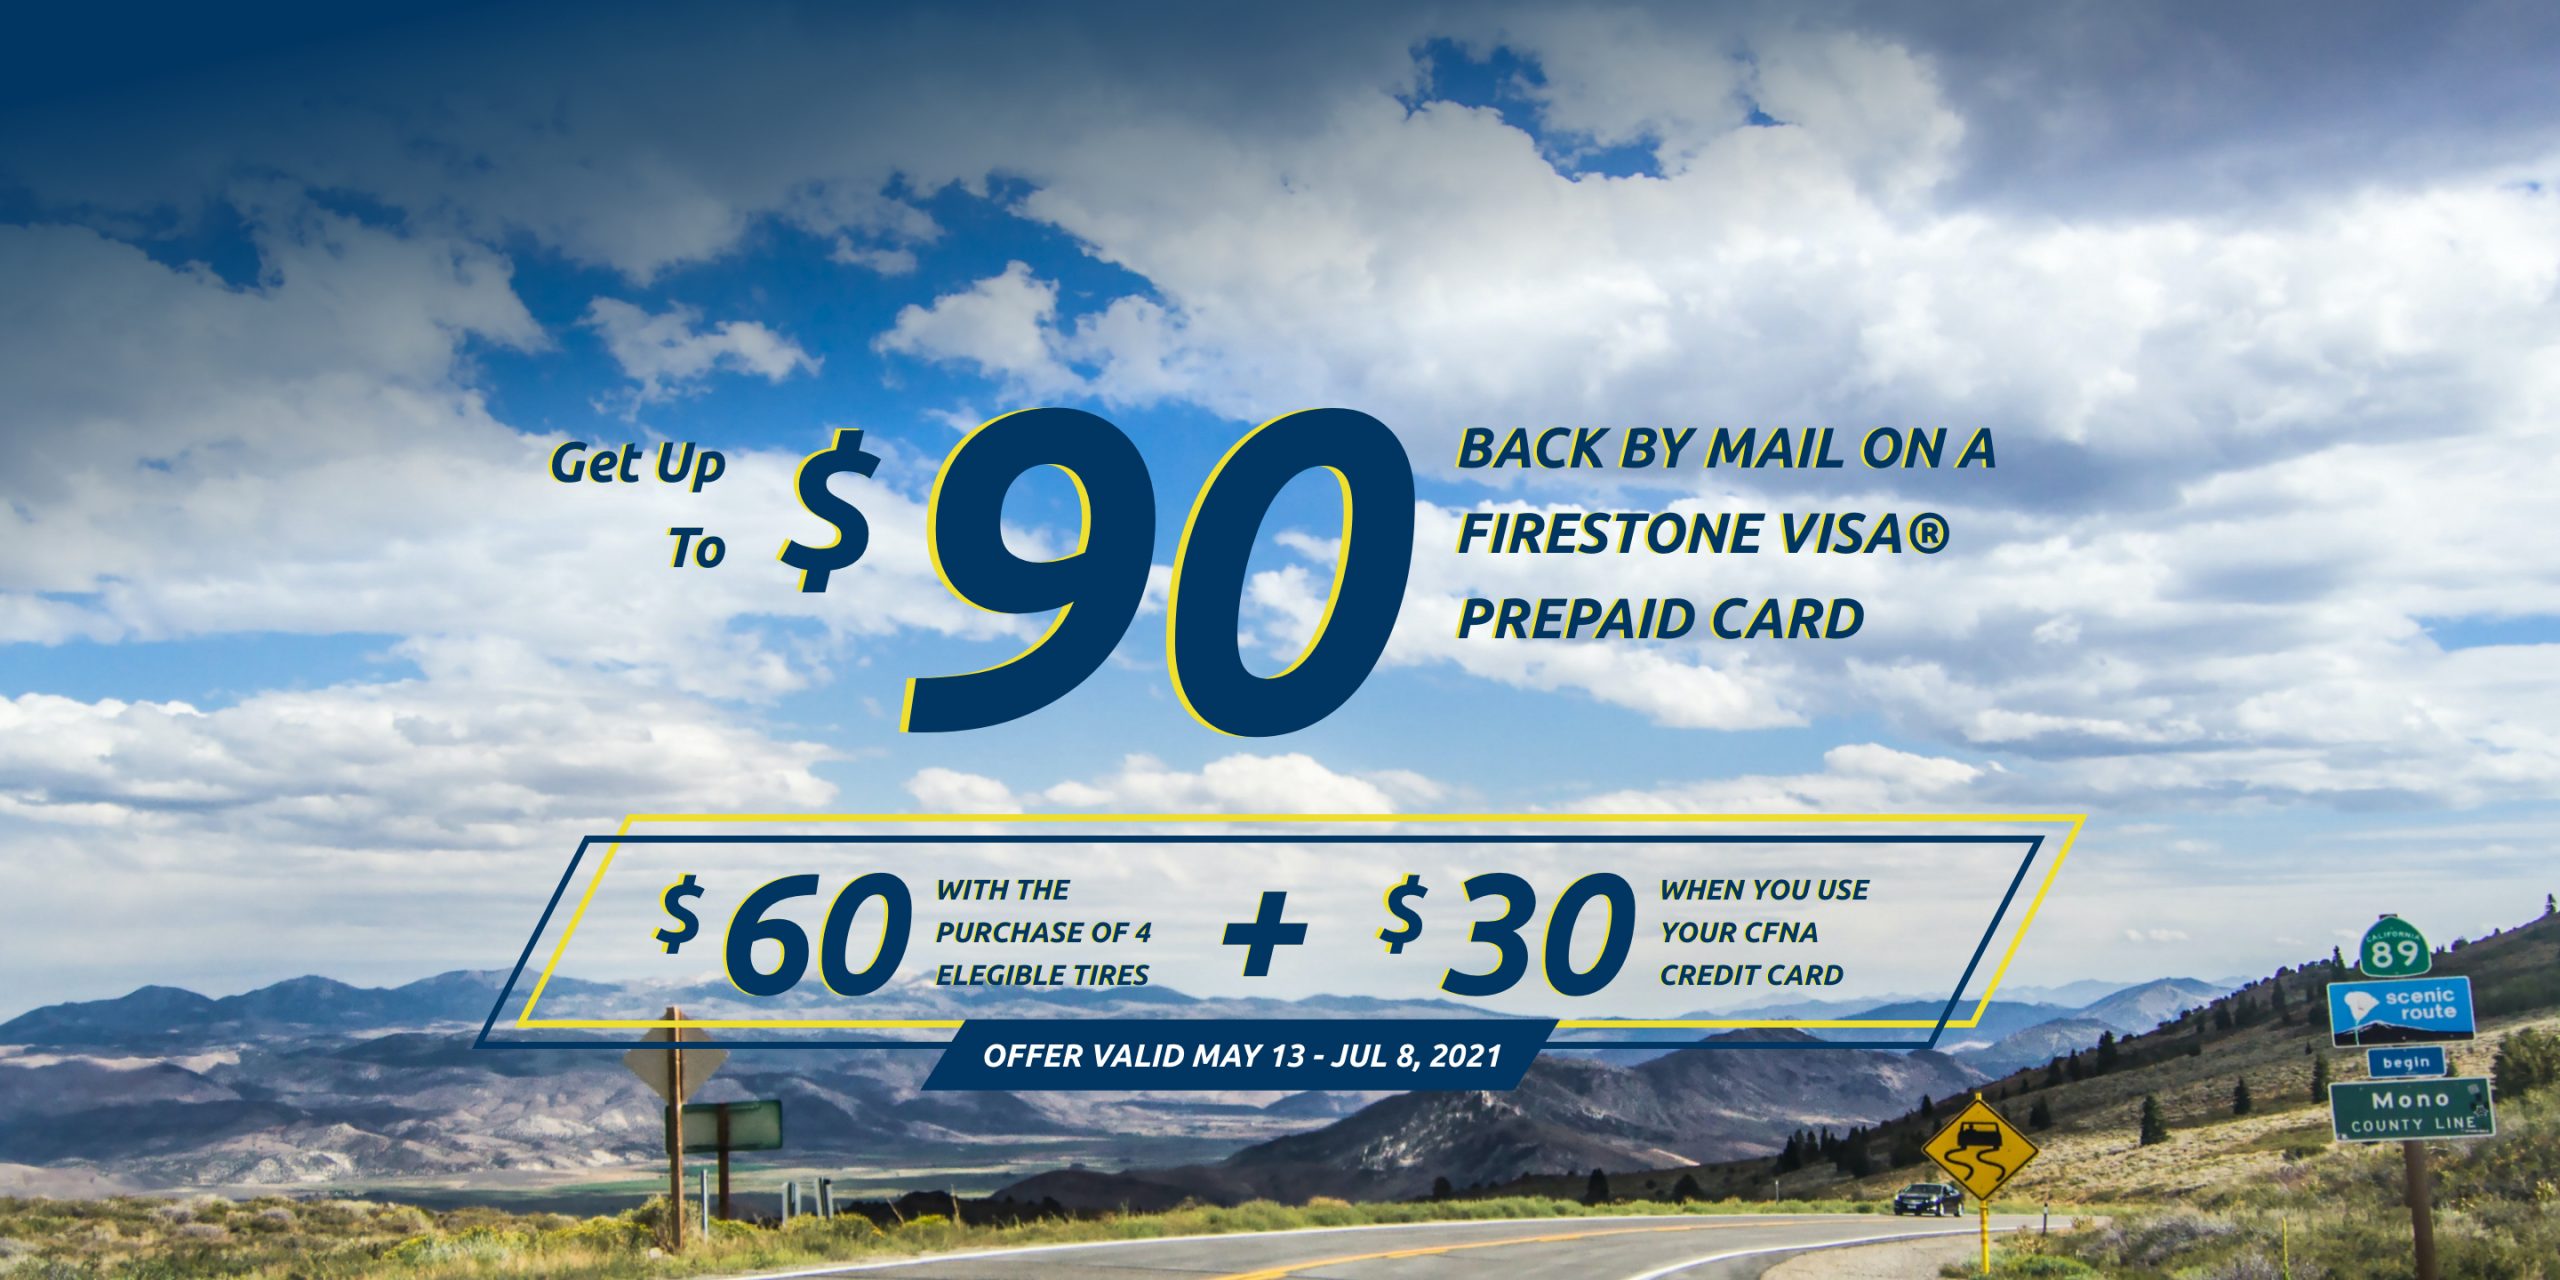 Get Up
To
$90
BACK BY MAIL ON A
FIRESTONE VISA®
PREPAID CARD
$60
WITH THE
PURCHASE OF 4
ELEGIBLE TIRES
+
$30
WHEN YOU USE
YOUR CFNA
CREDIT CARD
OFFER VALID MAY 13 - JUL 8, 2021
CALIFORNIA
89
scenic
route
begin
Mono
COUNTY LINE